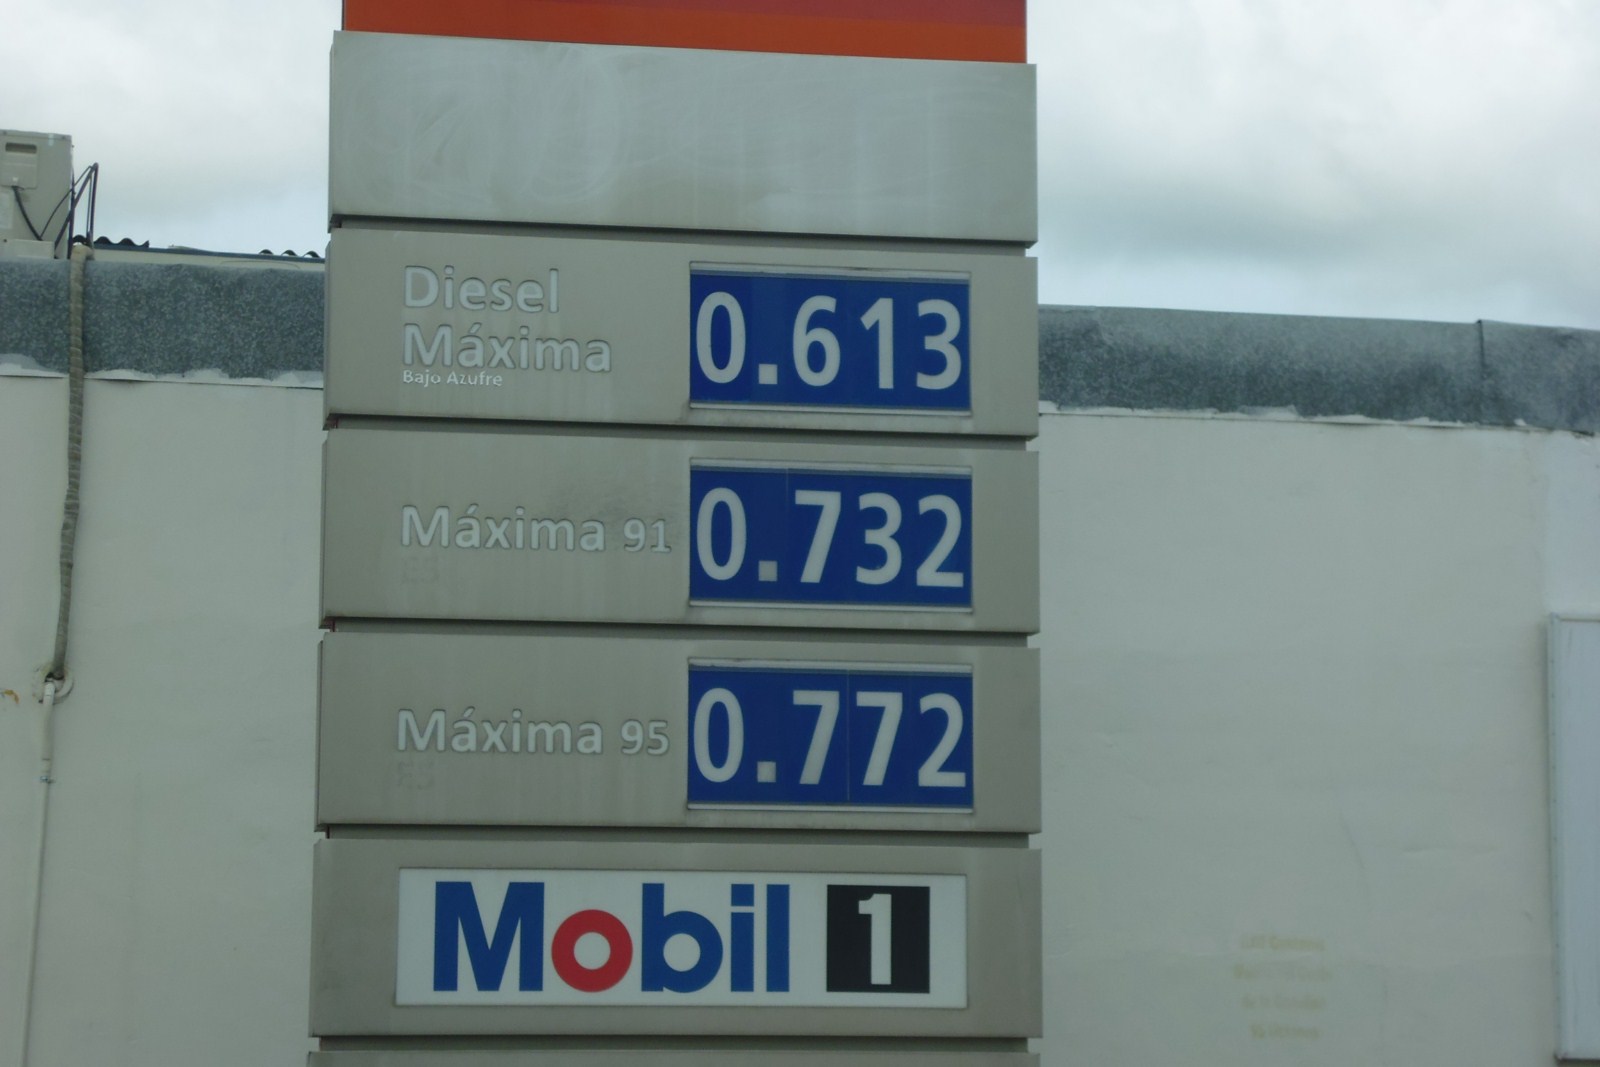 Diesel
Máxima
Bajo Azufre
0.613
Máxima 91
0.732
Máxima 95
0.772
Mobil 1